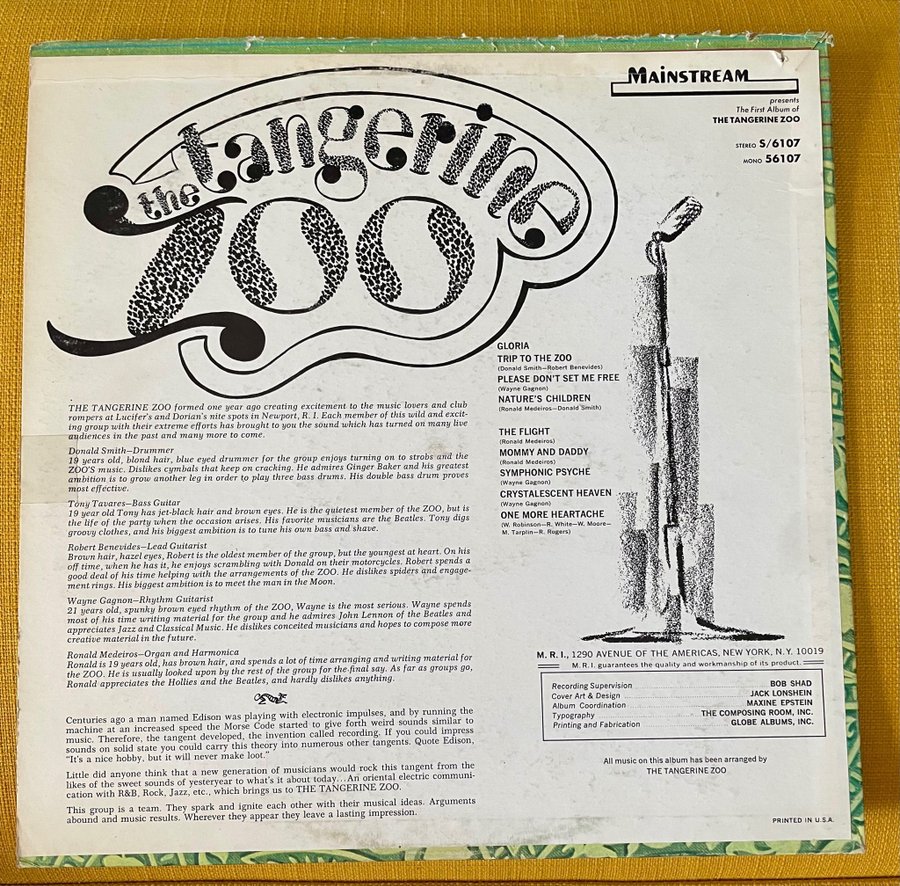 the tangerine
zoo
MAINSTREAM
presents
The First Album of
THE TANGERINE ZOO
STEREO S/6107
MONO 56107
GLORIA
TRIP TO THE ZOO
(Donald Smith—Robert Benevides)
PLEASE DON'T SET ME FREE
(Wayne Gagnon)
NATURE'S CHILDREN
(Ronald Medeiros—Donald Smith)
THE FLIGHT
(Ronald Medeiros)
MOMMY AND DADDY
(Ronald Medeiros)
SYMPHONIC PSYCHE
(Wayne Gagnon)
CRYSTALESCENT HEAVEN
(Wayne Gagnon)
ONE MORE HEARTACHE
(W. Robinson—R. White—W. Moore—
M. Tarplin—R. Rogers)
THE TANGERINE ZOO formed one year ago creating excitement to the music lovers and club
rompers at Lucifer's and Dorian's nite spots in Newport, R. I. Each member of this wild and excit-
ing group with their extreme efforts has brought to you the sound which has turned on many live
audiences in the past and many more to come.
Donald Smith—Drummer
19 years old, blond hair, blue eyed drummer for the group enjoys turning on to strobs and the
ZOO'S music. Dislikes cymbals that keep on cracking. He admires Ginger Baker and his greatest
ambition is to grow another leg in order to play three bass drums. His double bass drum proves
most effective.
Tony Tavares—Bass Guitar
19 year old Tony has jet-black hair and brown eyes. He is the quietest member of the ZOO, but is
the life of the party when the occasion arises. His favorite musicians are the Beatles. Tony digs
groovy clothes, and his biggest ambition is to tune his own bass and shave.
Robert Benevides—Lead Guitarist
Brown hair, hazel eyes, Robert is the oldest member of the group, but the youngest at heart. On his
off time, when he has it, he enjoys scrambling with Donald on their motorcycles. Robert spends a
good deal of his time helping with the arrangements of the ZOO. He dislikes spiders and engage-
ment rings. His biggest ambition is to meet the man in the Moon.
Wayne Gagnon—Rhythm Guitarist
21 years old, spunky brown eyed rhythm of the ZOO, Wayne is the most serious. Wayne spends
most of his time writing material for the group and he admires John Lennon of the Beatles and
appreciates Jazz and Classical Music. He dislikes conceited musicians and hopes to compose more
creative material in the future.
Ronald Medeiros—Organ and Harmonica
Ronald is 19 years old, has brown hair, and spends a lot of time arranging and writing material for
the ZOO. He is usually looked upon by the rest of the group for the final say. As far as groups go,
Ronald appreciates the Hollies and the Beatles, and hardly dislikes anything.
Centuries ago a man named Edison was playing with electronic impulses, and by running the
machine at an increased speed the Morse Code started to give forth weird sounds similar to
music. Therefore, the tangent developed, the invention called recording. If you could impress
sounds on solid state you could carry this theory into numerous other tangents. Quote Edison,
"It's a nice hobby, but it will never make loot."
Little did anyone think that a new generation of musicians would rock this tangent from the
likes of the sweet sounds of yesteryear to what's it about today...An oriental electric communi-
cation with R&B, Rock, Jazz, etc., which brings us to THE TANGERINE ZOO.
This group is a team. They spark and ignite each other with their musical ideas. Arguments
abound and music results. Wherever they appear they leave a lasting impression.
M. R. I., 1290 AVENUE OF THE AMERICAS, NEW YORK, N.Y. 10019
M. R. I. guarantees the quality and workmanship of its product.
Recording Supervision BOB SHAD
Cover Art & Design JACK LONSHEIN
Album Coordination MAXINE EPSTEIN
Typography THE COMPOSING ROOM, INC.
Printing and Fabrication GLOBE ALBUMS, INC.
All music on this album has been arranged by
THE TANGERINE ZOO
PRINTED IN U.S.A.